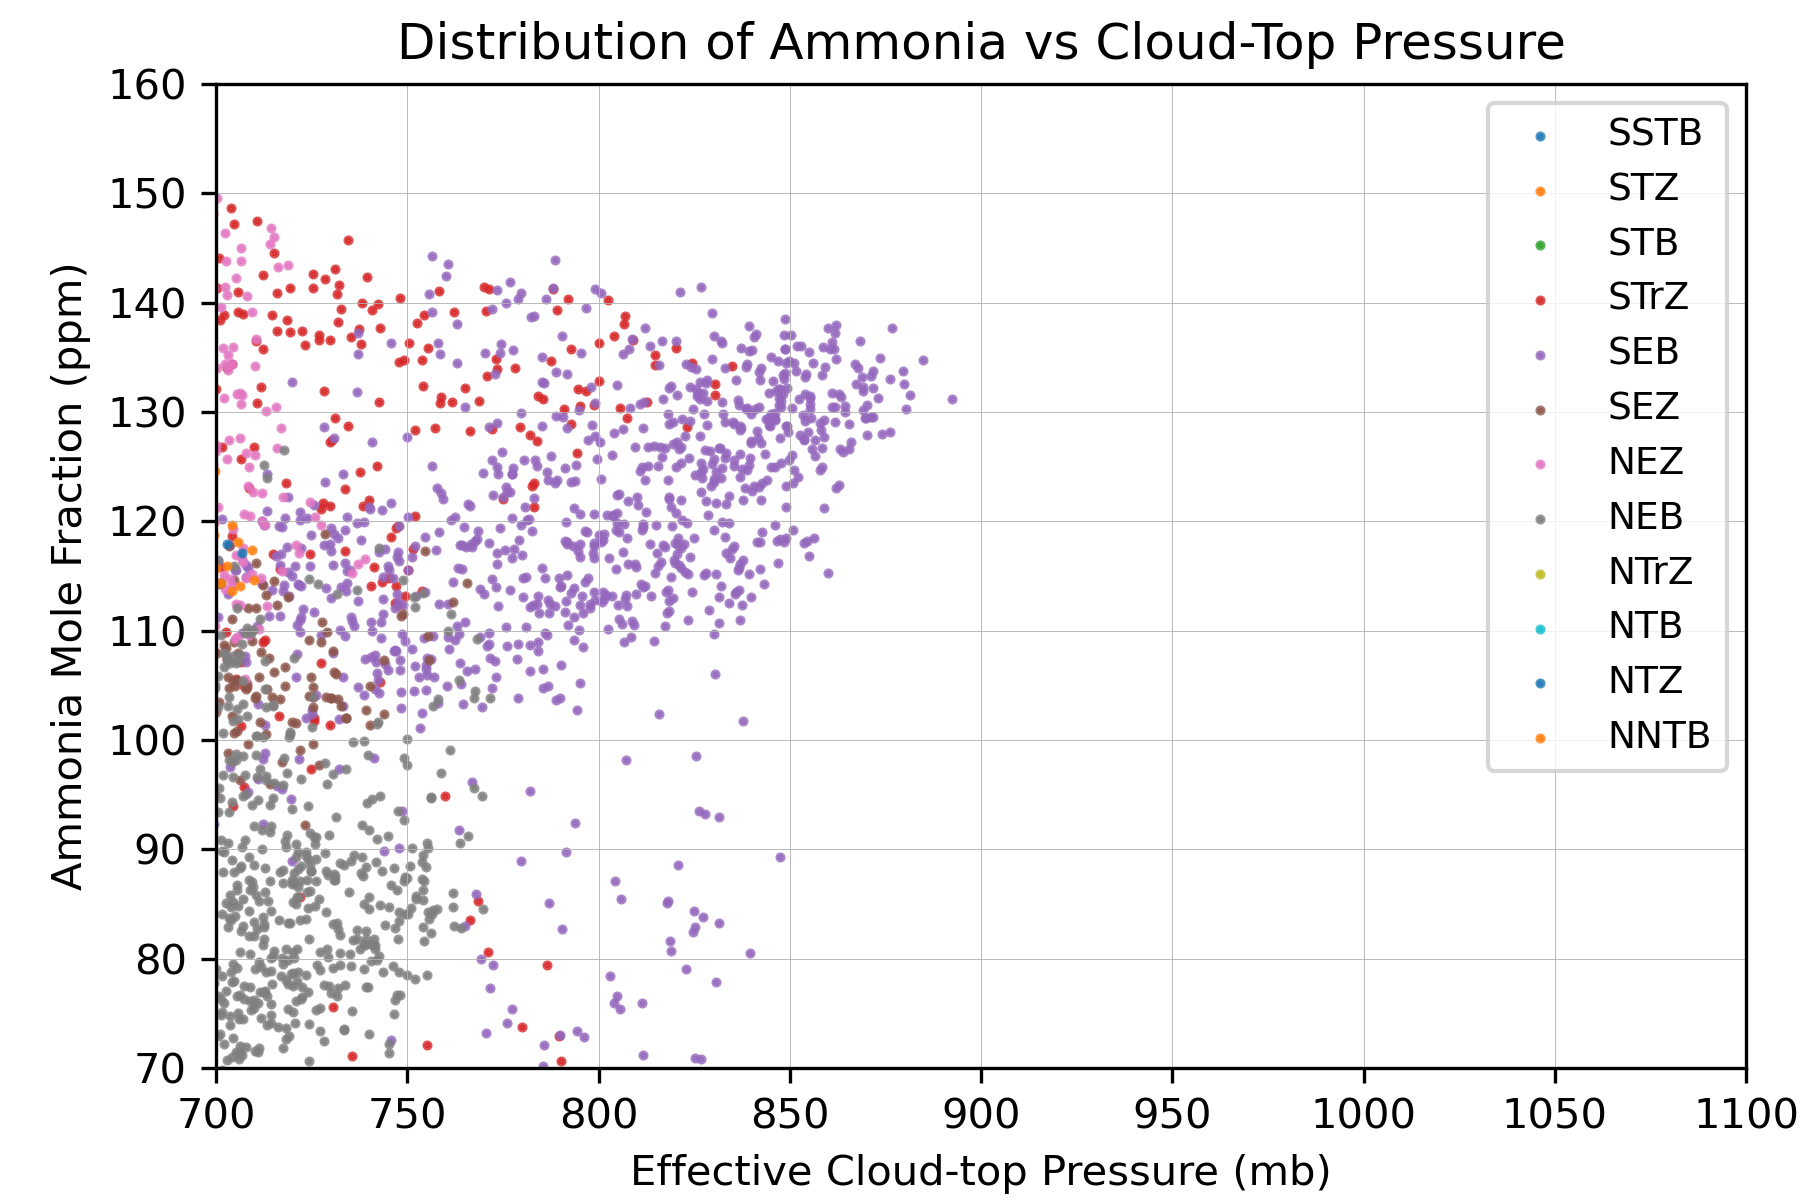 Distribution of Ammonia vs Cloud-Top Pressure
160
150
140
130
120
110
100
90
80
70
Ammonia Mole Fraction (ppm)
SSTB
STZ
STB
STrZ
SEB
SEZ
NEZ
NEB
NTrZ
NTB
NTZ
NNTB
700 750 800 850 900 950 1000 1050 1100
Effective Cloud-top Pressure (mb)